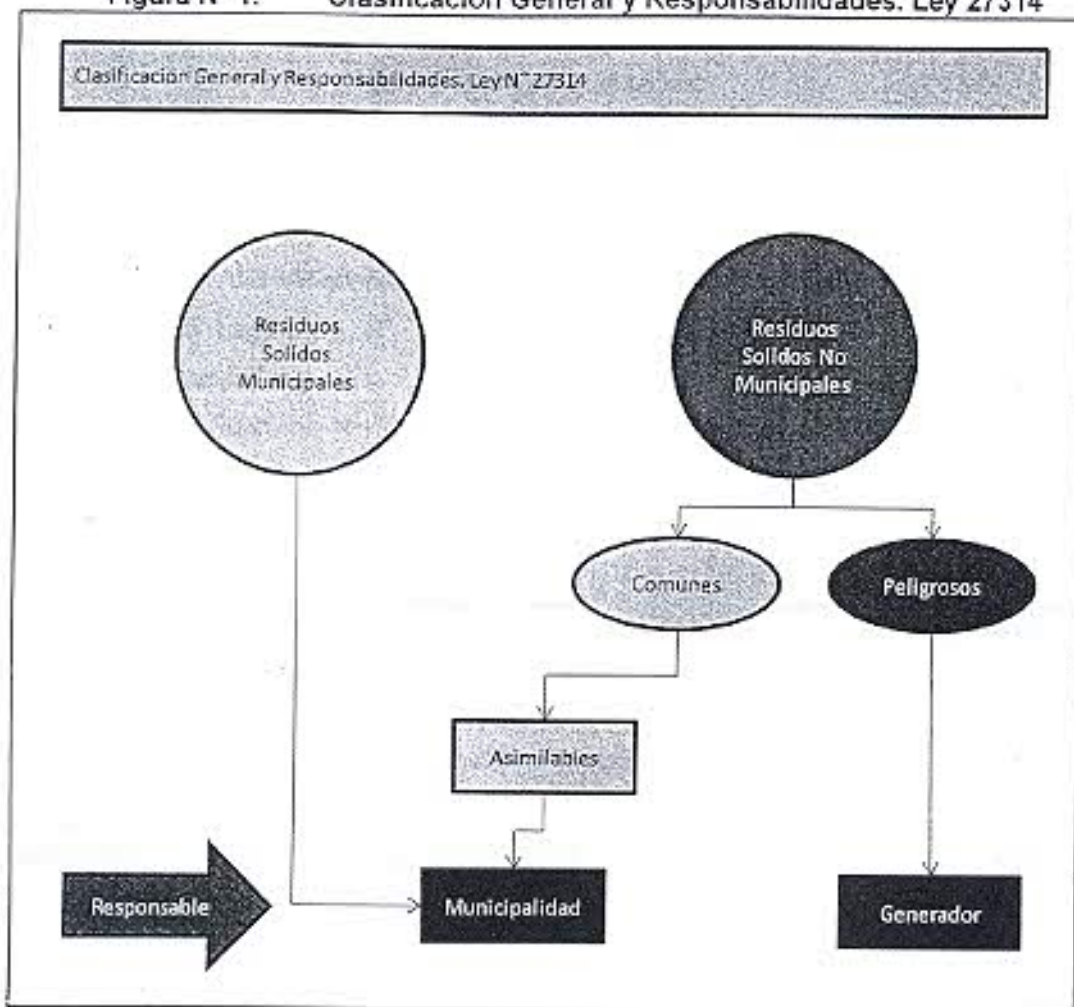 Clasificación General y Responsabilidades. Ley 27314
Clasificación General y Responsabilidades, Ley N° 27314
Residuos
Solidos
Municipales
Residuos
Solidos No
Municipales
Comunes
Peligrosos
Asimilables
Responsable
Municipalidad
Generador